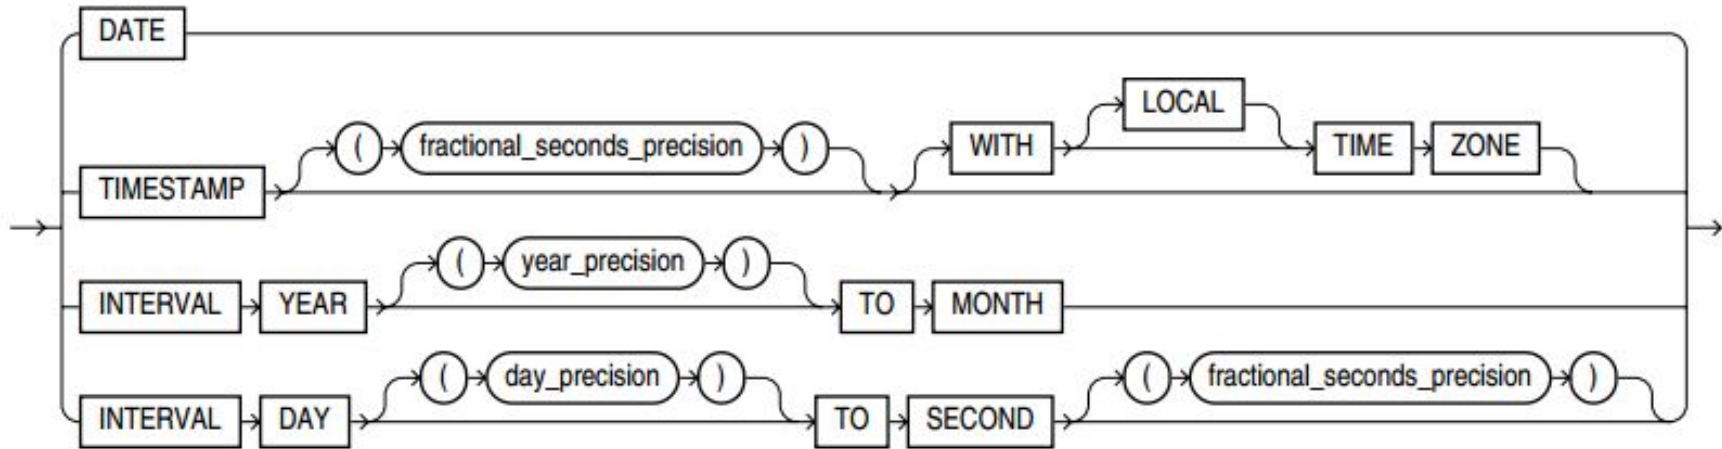 DATE
LOCAL
( fractional_seconds_precision ) WITH TIME ZONE
TIMESTAMP
( year_precision )
INTERVAL YEAR TO MONTH
( day_precision ) ( fractional_seconds_precision )
INTERVAL DAY TO SECOND